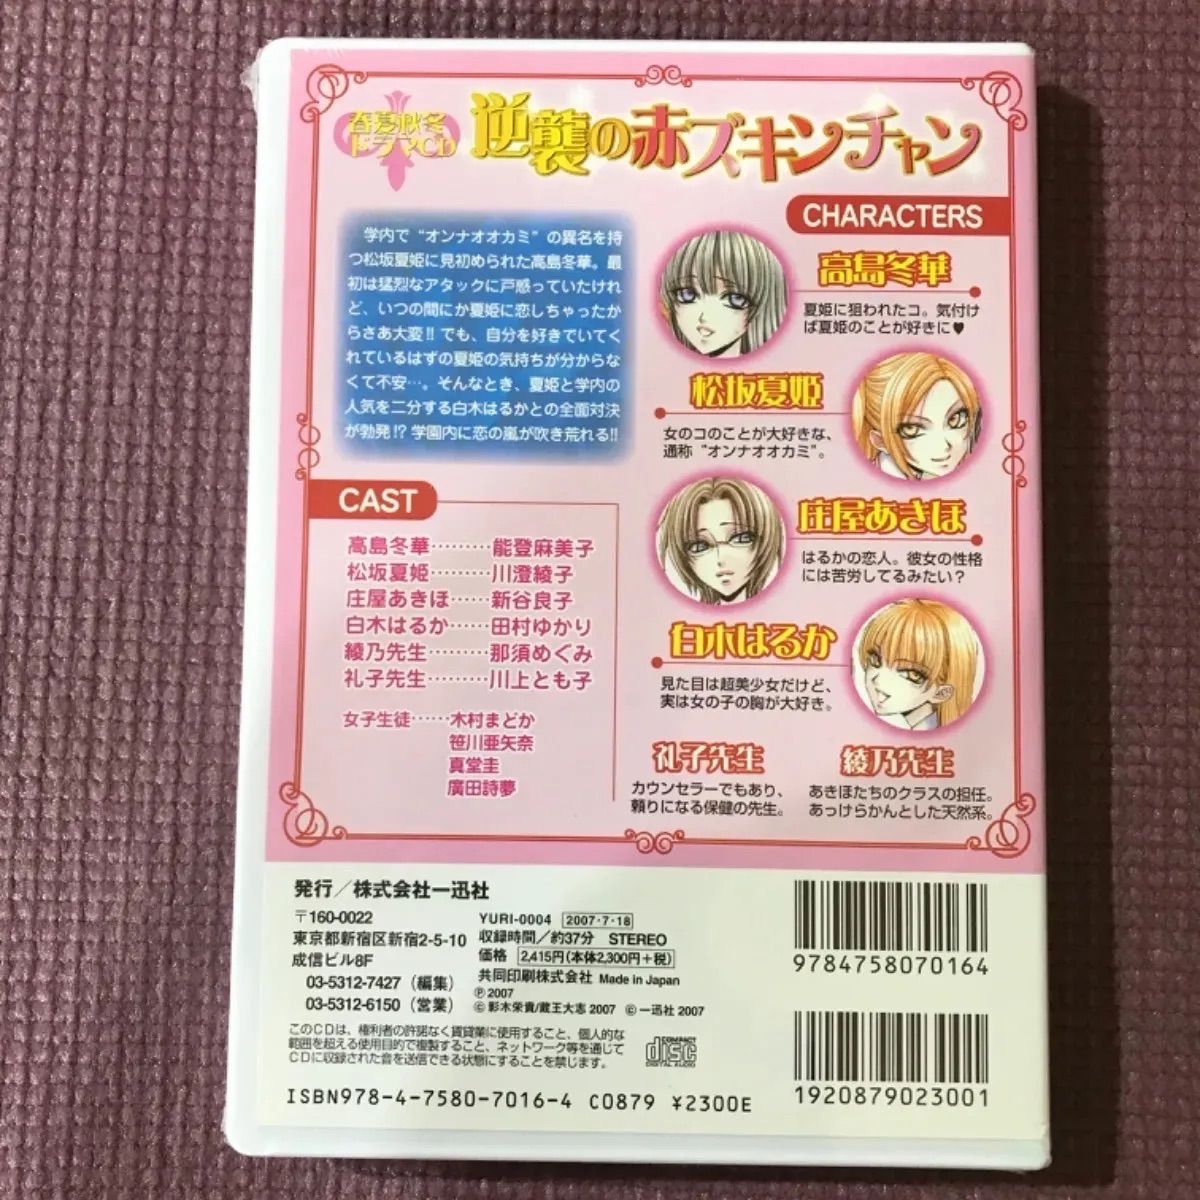 春夏秋冬
ドラマCD
逆襲の赤ズキンチャン
学内で“オンナオオカミ”の異名を持
つ松坂夏姫に見初められた高島冬華。最
初は猛烈なアタックに戸惑っていたけれ
ど、いつの間にか夏姫に恋しちゃったか
らさあ大変!! でも、自分を好きでいてく
れているはずの夏姫の気持ちが分からな
くて不安…。そんなとき、夏姫と学内の
人気を二分する白木はるかとの全面対決
が勃発!? 学園内に恋の嵐が吹き荒れる!!
CAST
高島冬華………能登麻美子
松坂夏姫………川澄綾子
庄屋あきほ……新谷良子
白木はるか……田村ゆかり
綾乃先生………那須めぐみ
礼子先生………川上とも子
女子生徒……木村まどか
笹川亜矢奈
真堂圭
廣田詩夢
CHARACTERS
高島冬華
夏姫に狙われたコ。気付け
ば夏姫のことが好きに♥
松坂夏姫
女のコのことが大好きな、
通称“オンナオオカミ”。
庄屋あきほ
はるかの恋人。彼女の性格
には苦労してるみたい？
白木はるか
見た目は超美少女だけど、
実は女の子の胸が大好き。
礼子先生
カウンセラーでもあり、
頼りになる保健の先生。
綾乃先生
あきほたちのクラスの担任。
あっけらかんとした天然系。
発行／株式会社一迅社
〒160-0022
東京都新宿区新宿2-5-10
成信ビル8F
03-5312-7427（編集）
03-5312-6150（営業）
YURI-0004 2007・7・18
収録時間／約37分 STEREO
価格 2,415円（本体2,300円＋税）
共同印刷株式会社 Made in Japan
℗2007
©影木栄貴/蔵王大志 2007 ©一迅社 2007
このCDは、権利者の許諾なく賃貸業に使用すること、個人的な
範囲を超える使用目的で複製すること、ネットワーク等を通じて
CDに収録された音を送信できる状態にすることを禁じます。
COMPACT
disc
DIGITAL AUDIO
ISBN978-4-7580-7016-4 C0879 ¥2300E
9784758070164
1920879023001